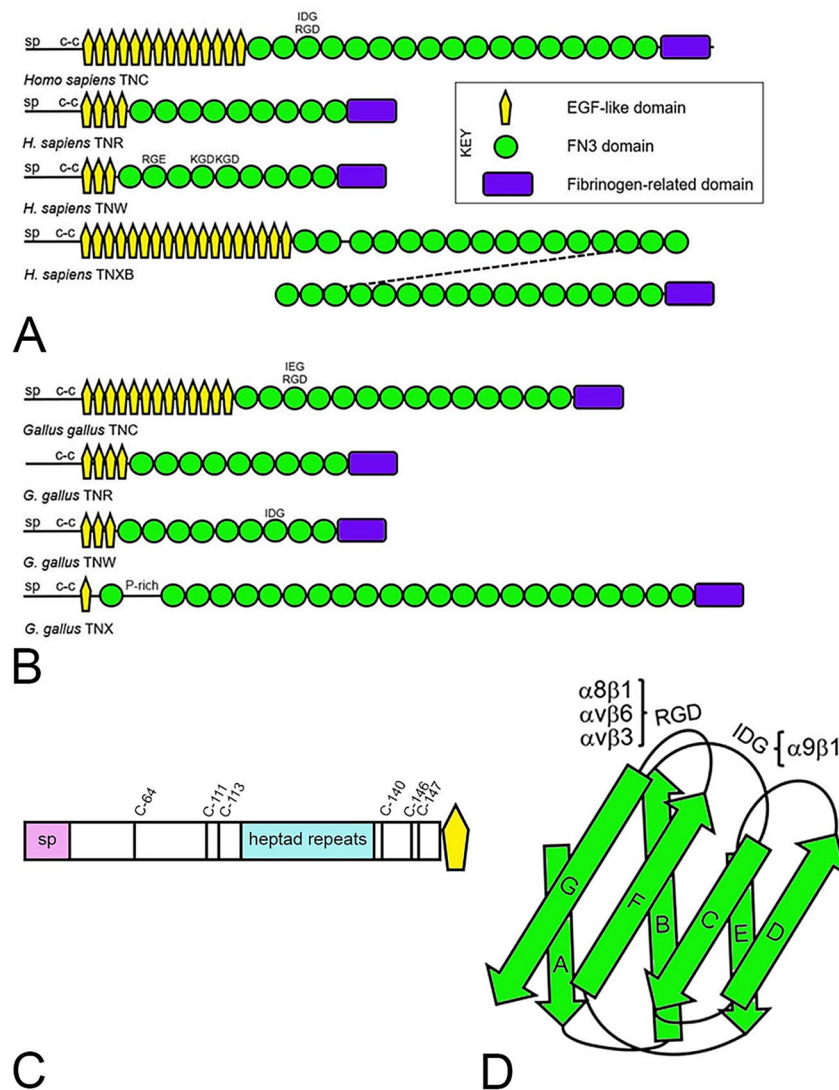 IDG
RGD
sp c-c
Homo sapiens TNC
sp c-c
H. sapiens TNR
RGE KGDKGD
sp c-c
H. sapiens TNW
sp c-c
H. sapiens TNXB
KEY
EGF-like domain
FN3 domain
Fibrinogen-related domain
A
IEG
RGD
sp c-c
Gallus gallus TNC
c-c
G. gallus TNR
IDG
sp c-c
G. gallus TNW
sp c-c P-rich
G. gallus TNX
B
C-64 C-111 C-113 C-140 C-146 C-147
sp heptad repeats
C
α8β1
αvβ6 RGD
αvβ3
IDG α9β1
G F B C E D
A
D